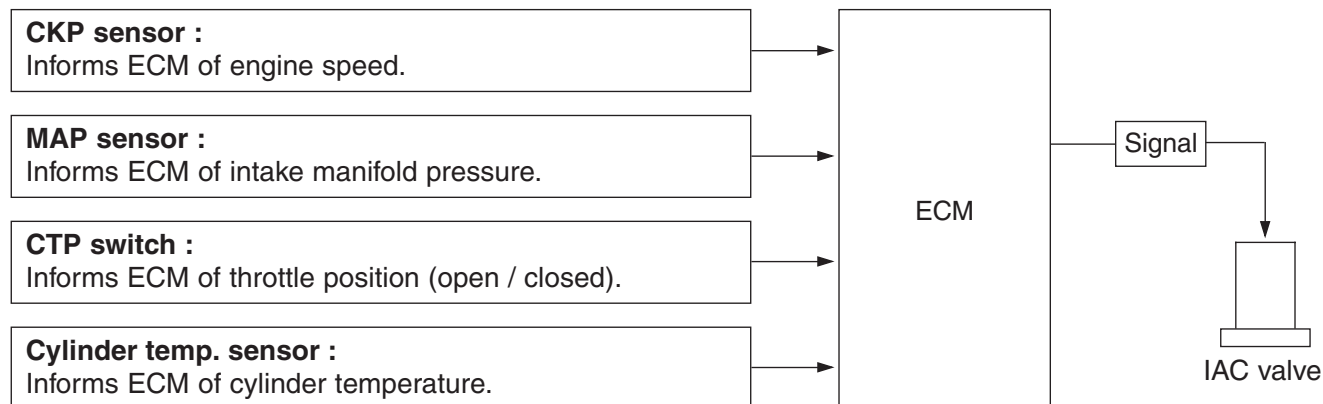 CKP sensor :
Informs ECM of engine speed.
MAP sensor :
Informs ECM of intake manifold pressure.
CTP switch :
Informs ECM of throttle position (open / closed).
Cylinder temp. sensor :
Informs ECM of cylinder temperature.
ECM
Signal
IAC valve